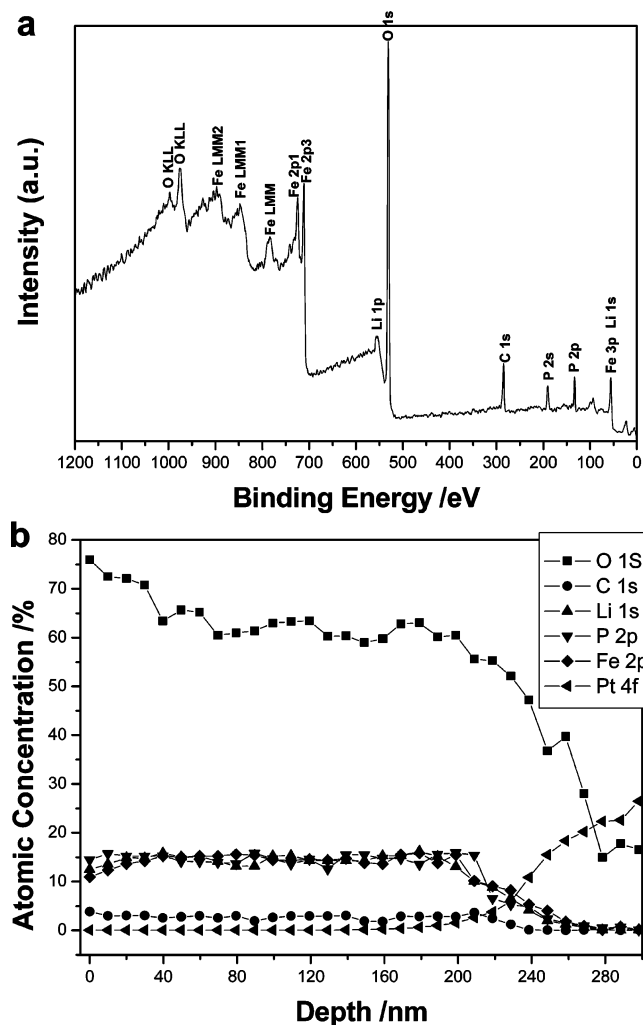 a
O KLL
O KLL
Fe LMM2
Fe LMM1
Fe LMM
Fe 2p1
Fe 2p3
Li 1p
O 1s
C 1s
P 2s
P 2p
Fe 3p Li 1s
Intensity (a.u.)
1200 1100 1000 900 800 700 600 500 400 300 200 100 0
Binding Energy /eV
b
80
70
60
50
40
30
20
10
0
Atomic Concentration /%
O 1S
C 1s
Li 1s
P 2p
Fe 2p
Pt 4f
0 40 80 120 160 200 240 280
Depth /nm